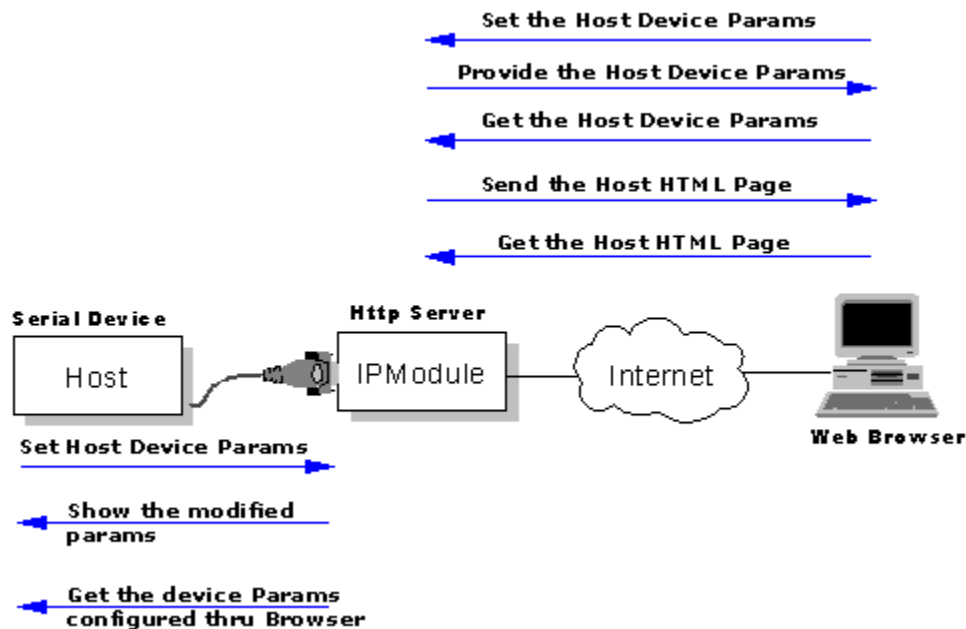 Set the Host Device Params
Provide the Host Device Params
Get the Host Device Params
Send the Host HTML Page
Get the Host HTML Page
Serial Device
Http Server
Host
IPModule
Internet
Web Browser
Set Host Device Params
Show the modified
params
Get the device Params
configured thru Browser